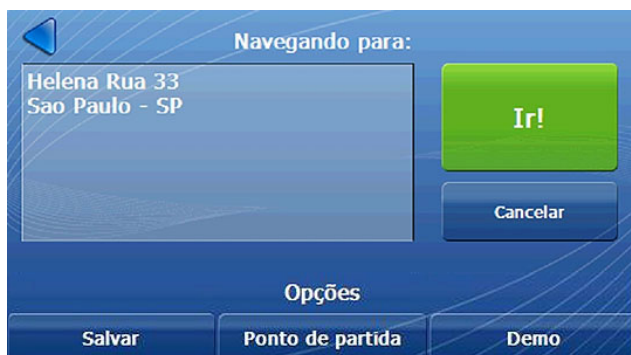 Navegando para:
Helena Rua 33
Sao Paulo - SP
Ir!
Cancelar
Opções
Salvar
Ponto de partida
Demo